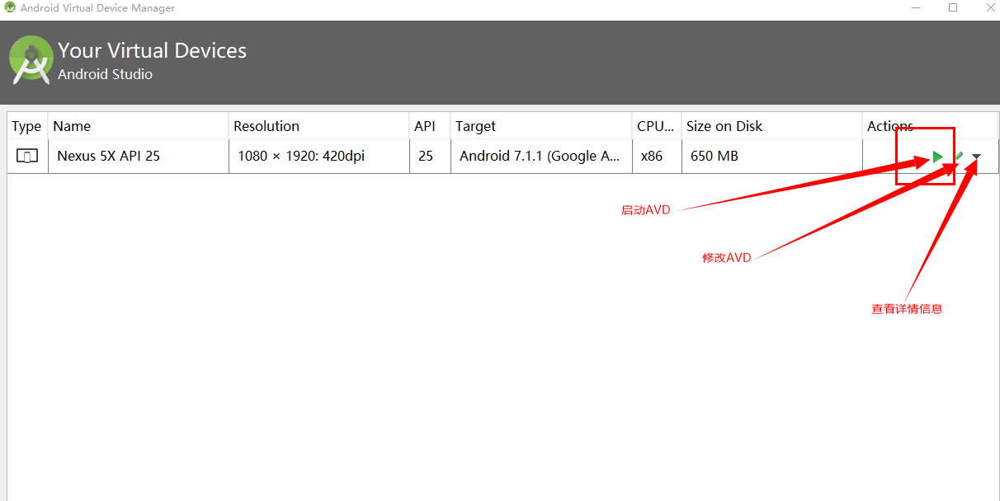 Android Virtual Device Manager
Your Virtual Devices
Android Studio
Type Name Resolution API Target CPU... Size on Disk Actions
Nexus 5X API 25 1080 × 1920: 420dpi 25 Android 7.1.1 (Google A... x86 650 MB
启动AVD
修改AVD
查看详情信息